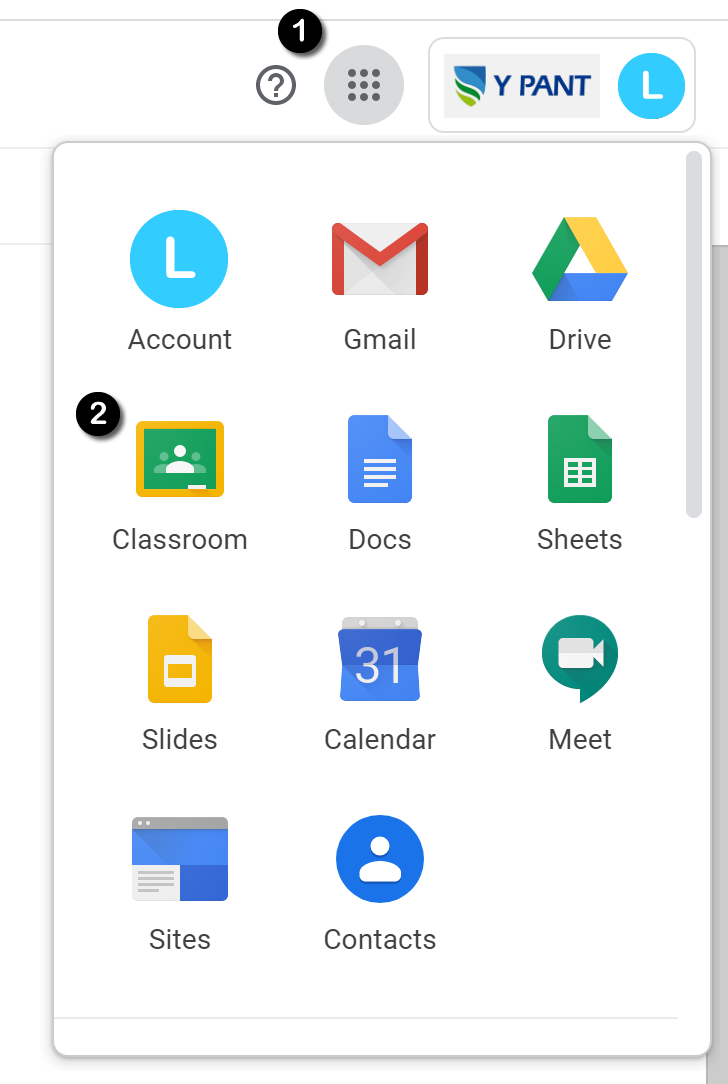 1
? Y PANT L
L
Account Gmail Drive
2
Classroom Docs Sheets
31
Slides Calendar Meet
Sites Contacts